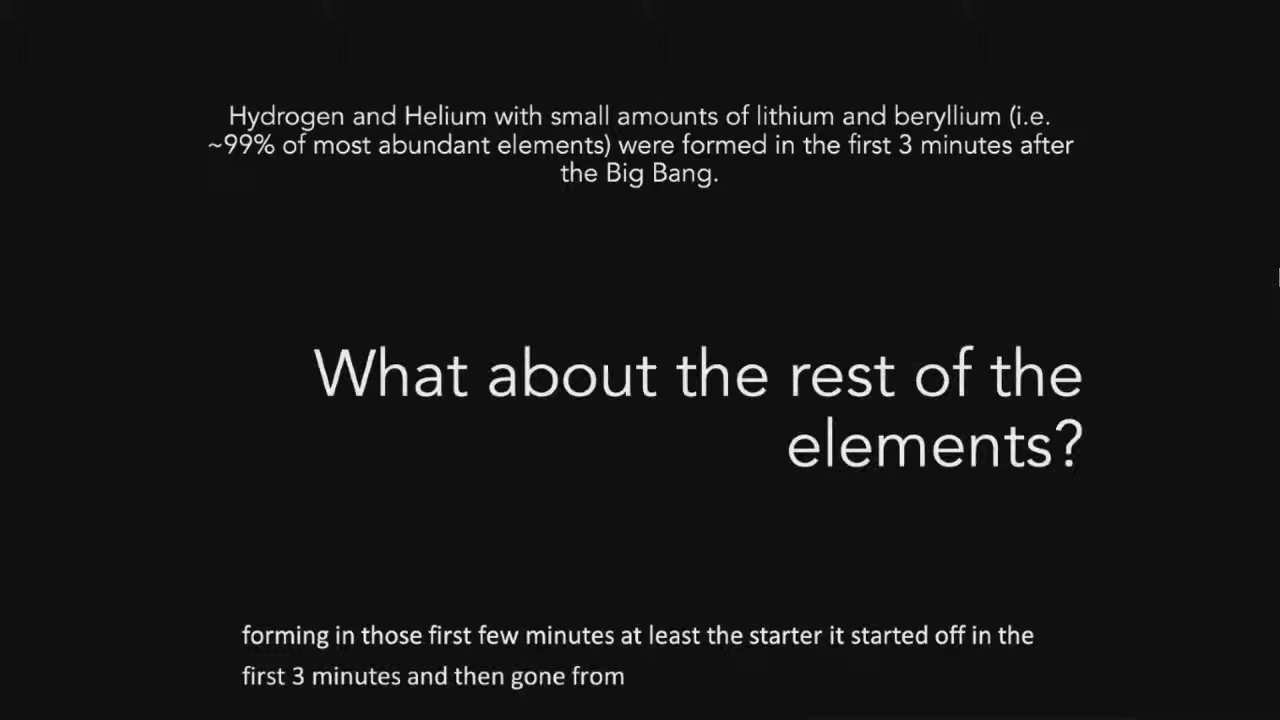 Hydrogen and Helium with small amounts of lithium and beryllium (i.e.
~99% of most abundant elements) were formed in the first 3 minutes after
the Big Bang.
What about the rest of the
elements?
forming in those first few minutes at least the starter it started off in the
first 3 minutes and then gone from